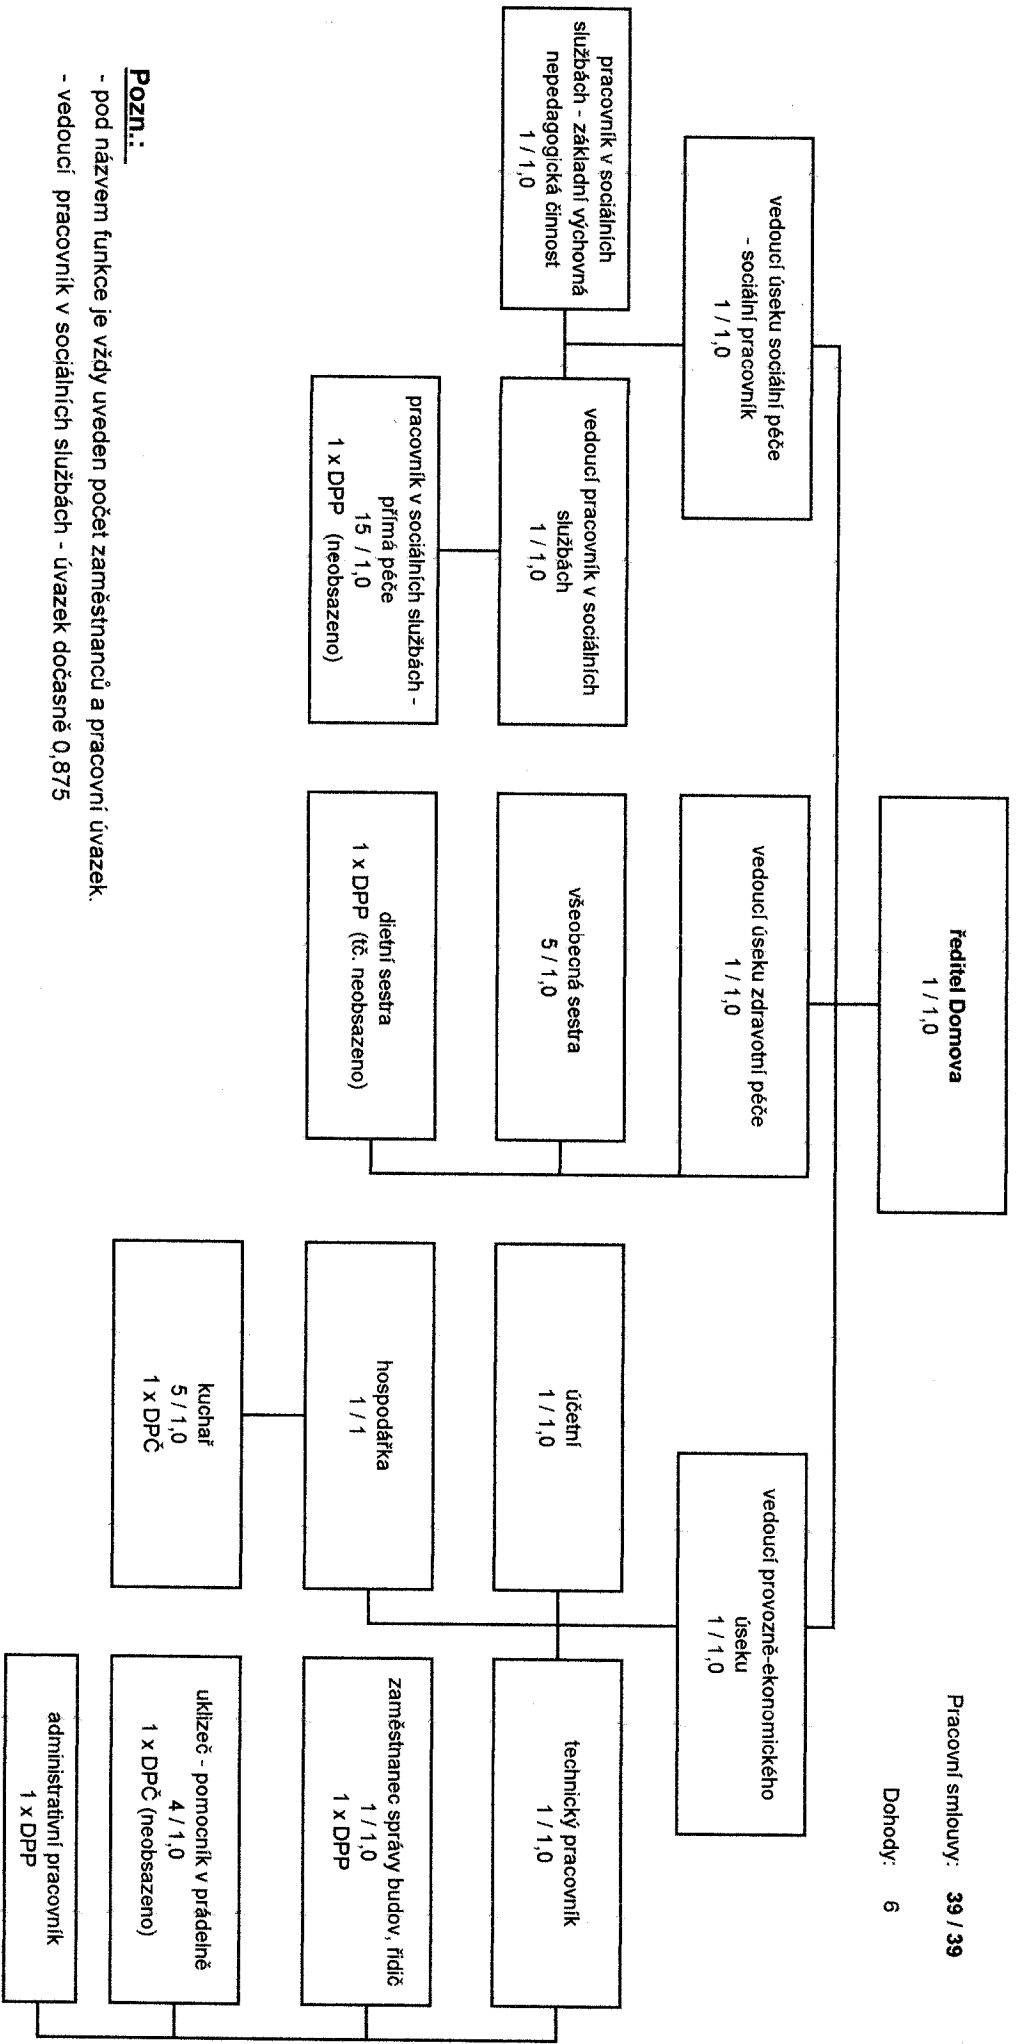 Pracovní smlouvy: 39 / 39
Dohody: 6
ředitel Domova
1 / 1,0
vedoucí úseku sociální péče
- sociální pracovník
1 / 1,0
vedoucí úseku zdravotní péče
1 / 1,0
vedoucí provozně-ekonomického
úseku
1 / 1,0
pracovník v sociálních
službách - základní výchovná
nepedagogická činnost
1 / 1,0
vedoucí pracovník v sociálních
službách
1 / 1,0
všeobecná sestra
5 / 1,0
účetní
1 / 1,0
technický pracovník
1 / 1,0
pracovník v sociálních službách -
přímá péče
15 / 1,0
1 x DPP (neobsazeno)
dietní sestra
1 x DPP (tč. neobsazeno)
hospodářka
1 / 1
zaměstnanec správy budov, řidič
1 / 1,0
1 x DPP
kuchař
5 / 1,0
1 x DPČ
uklizeč - pomocník v prádelně
4 / 1,0
1 x DPČ (neobsazeno)
administrativní pracovník
1 x DPP
Pozn.:
- pod názvem funkce je vždy uveden počet zaměstnanců a pracovní úvazek.
- vedoucí pracovník v sociálních službách - úvazek dočasně 0,875